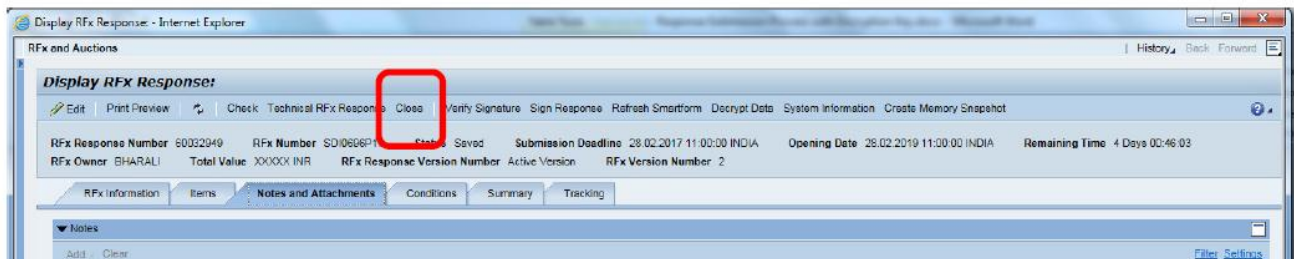 Display RFx Response: - Internet Explorer
RFx and Auctions
History Back Forward
Display RFx Response:
Edit Print Preview Check Technical RFx Response Close Verify Signature Sign Response Refresh Smartform Decrypt Data System Information Create Memory Snapshot
RFx Response Number 60032949 RFx Number Status Saved Submission Deadline 28.02.2017 11:00:00 INDIA Opening Date 28.02.2019 11:00:00 INDIA Remaining Time 4 Days 00:46:03
RFx Owner BHARALI Total Value XXXXX INR RFx Response Version Number Active Version RFx Version Number 2
RFx Information Items Notes and Attachments Conditions Summary Tracking
Notes
Add Clear Filter Settings